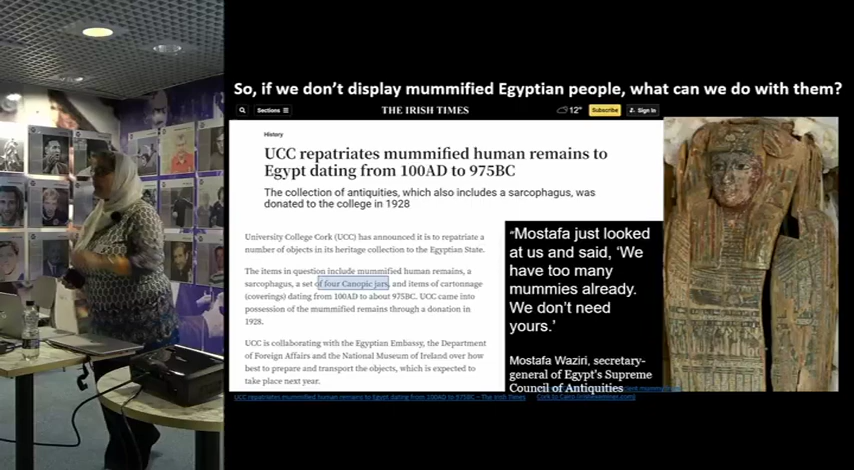 So, if we don't display mummified Egyptian people, what can we do with them?
Sections
THE IRISH TIMES
12°
Subscribe
Sign In
History
UCC repatriates mummified human remains to
Egypt dating from 100AD to 975BC
The collection of antiquities, which also includes a sarcophagus, was
donated to the college in 1928
University College Cork (UCC) has announced it is to repatriate a
number of objects in its heritage collection to the Egyptian State.
The items in question include mummified human remains, a
sarcophagus, a set of four Canopic jars, and items of cartonnage
(coverings) dating from 100AD to about 975BC. UCC came into
possession of the mummified remains through a donation in
1928.
UCC is collaborating with the Egyptian Embassy, the Department
of Foreign Affairs and the National Museum of Ireland over how
best to prepare and transport the objects, which is expected to
take place next year.
"Mostafa just looked
at us and said, 'We
have too many
mummies already.
We don't need
yours.'
Mostafa Waziri, secretary-
general of Egypt's Supreme
Council of Antiquities
UCC repatriates mummified human remains to Egypt dating from 100AD to 975BC – The Irish Times